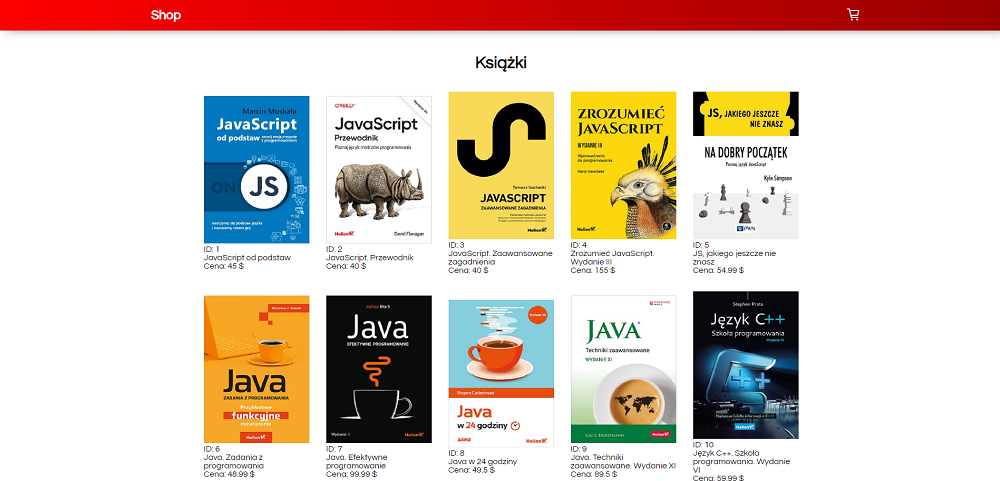 Shop
Książki
Marcin Moskała
JavaScript
od podstaw
ON JS
ID: 1
JavaScript od podstaw
Cena: 45 $
O'REILLY
JavaScript
Przewodnik
Poznaj język mistrzów programowania
Helion
David Flanagan
ID: 2
JavaScript. Przewodnik
Cena: 40 $
Tomasz Sochacki
JAVASCRIPT
ZAAWANSOWANE ZAGADNIENIA
Helion
ID: 3
JavaScript. Zaawansowane
zagadnienia
Cena: 40 $
ZROZUMIEĆ
JAVASCRIPT
WYDANIE III
Wprowadzenie
do programowania
Helion
ID: 4
Zrozumieć JavaScript.
Wydanie III
Cena: 155 $
JS, JAKIEGO JESZCZE
NIE ZNASZ
NA DOBRY POCZĄTEK
Poznaj język JavaScript
Kyle Simpson
PWN
ID: 5
JS, jakiego jeszcze nie
znasz
Cena: 54.99 $
Java
ZADANIA Z PROGRAMOWANIA
Przykładowe
funkcyjne
rozwiązania
Helion
ID: 6
Java. Zadania z
programowania
Cena: 48.99 $
Joshua Bloch
Java
EFEKTYWNE PROGRAMOWANIE
Helion
ID: 7
Java. Efektywne
programowanie
Cena: 99.99 $
Rogers Cadenhead
Java
w 24 godziny
Helion
ID: 8
Java w 24 godziny
Cena: 49.5 $
JAVA
Techniki zaawansowane
WYDANIE XI
CAY S. HORSTMANN
Helion
ID: 9
Java. Techniki
zaawansowane. Wydanie XI
Cena: 89.5 $
Stephen Prata
Język C++
Szkoła programowania
Wydanie VI
C++
Helion
ID: 10
Język C++. Szkoła
programowania. Wydanie
VI
Cena: 59.99 $